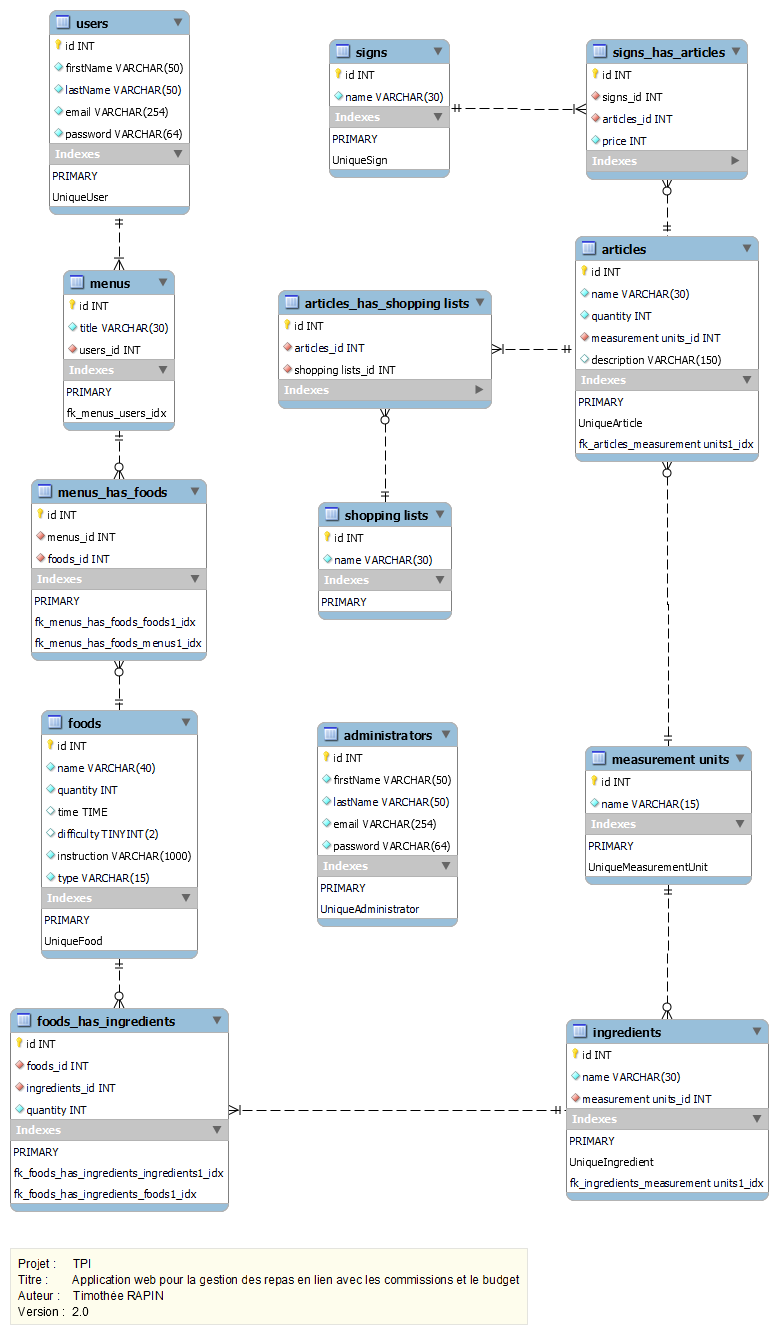 users
id INT
firstName VARCHAR(50)
lastName VARCHAR(50)
email VARCHAR(254)
password VARCHAR(64)
Indexes
PRIMARY
UniqueUser
signs
id INT
name VARCHAR(30)
Indexes
PRIMARY
UniqueSign
signs_has_articles
id INT
signs_id INT
articles_id INT
price INT
Indexes
menus
id INT
title VARCHAR(30)
users_id INT
Indexes
PRIMARY
fk_menus_users_idx
articles_has_shopping lists
id INT
articles_id INT
shopping lists_id INT
Indexes
articles
id INT
name VARCHAR(30)
quantity INT
measurement units_id INT
description VARCHAR(150)
Indexes
PRIMARY
UniqueArticle
fk_articles_measurement units1_idx
menus_has_foods
id INT
menus_id INT
foods_id INT
Indexes
PRIMARY
fk_menus_has_foods_foods1_idx
fk_menus_has_foods_menus1_idx
shopping lists
id INT
name VARCHAR(30)
Indexes
PRIMARY
foods
id INT
name VARCHAR(40)
quantity INT
time TIME
difficulty TINYINT(2)
instruction VARCHAR(1000)
type VARCHAR(15)
Indexes
PRIMARY
UniqueFood
administrators
id INT
firstName VARCHAR(50)
lastName VARCHAR(50)
email VARCHAR(254)
password VARCHAR(64)
Indexes
PRIMARY
UniqueAdministrator
measurement units
id INT
name VARCHAR(15)
Indexes
PRIMARY
UniqueMeasurementUnit
foods_has_ingredients
id INT
foods_id INT
ingredients_id INT
quantity INT
Indexes
PRIMARY
fk_foods_has_ingredients_ingredients1_idx
fk_foods_has_ingredients_foods1_idx
ingredients
id INT
name VARCHAR(30)
measurement units_id INT
Indexes
PRIMARY
UniqueIngredient
fk_ingredients_measurement units1_idx
Projet : TPI
Titre : Application web pour la gestion des repas en lien avec les commissions et le budget
Auteur : Timothée RAPIN
Version : 2.0